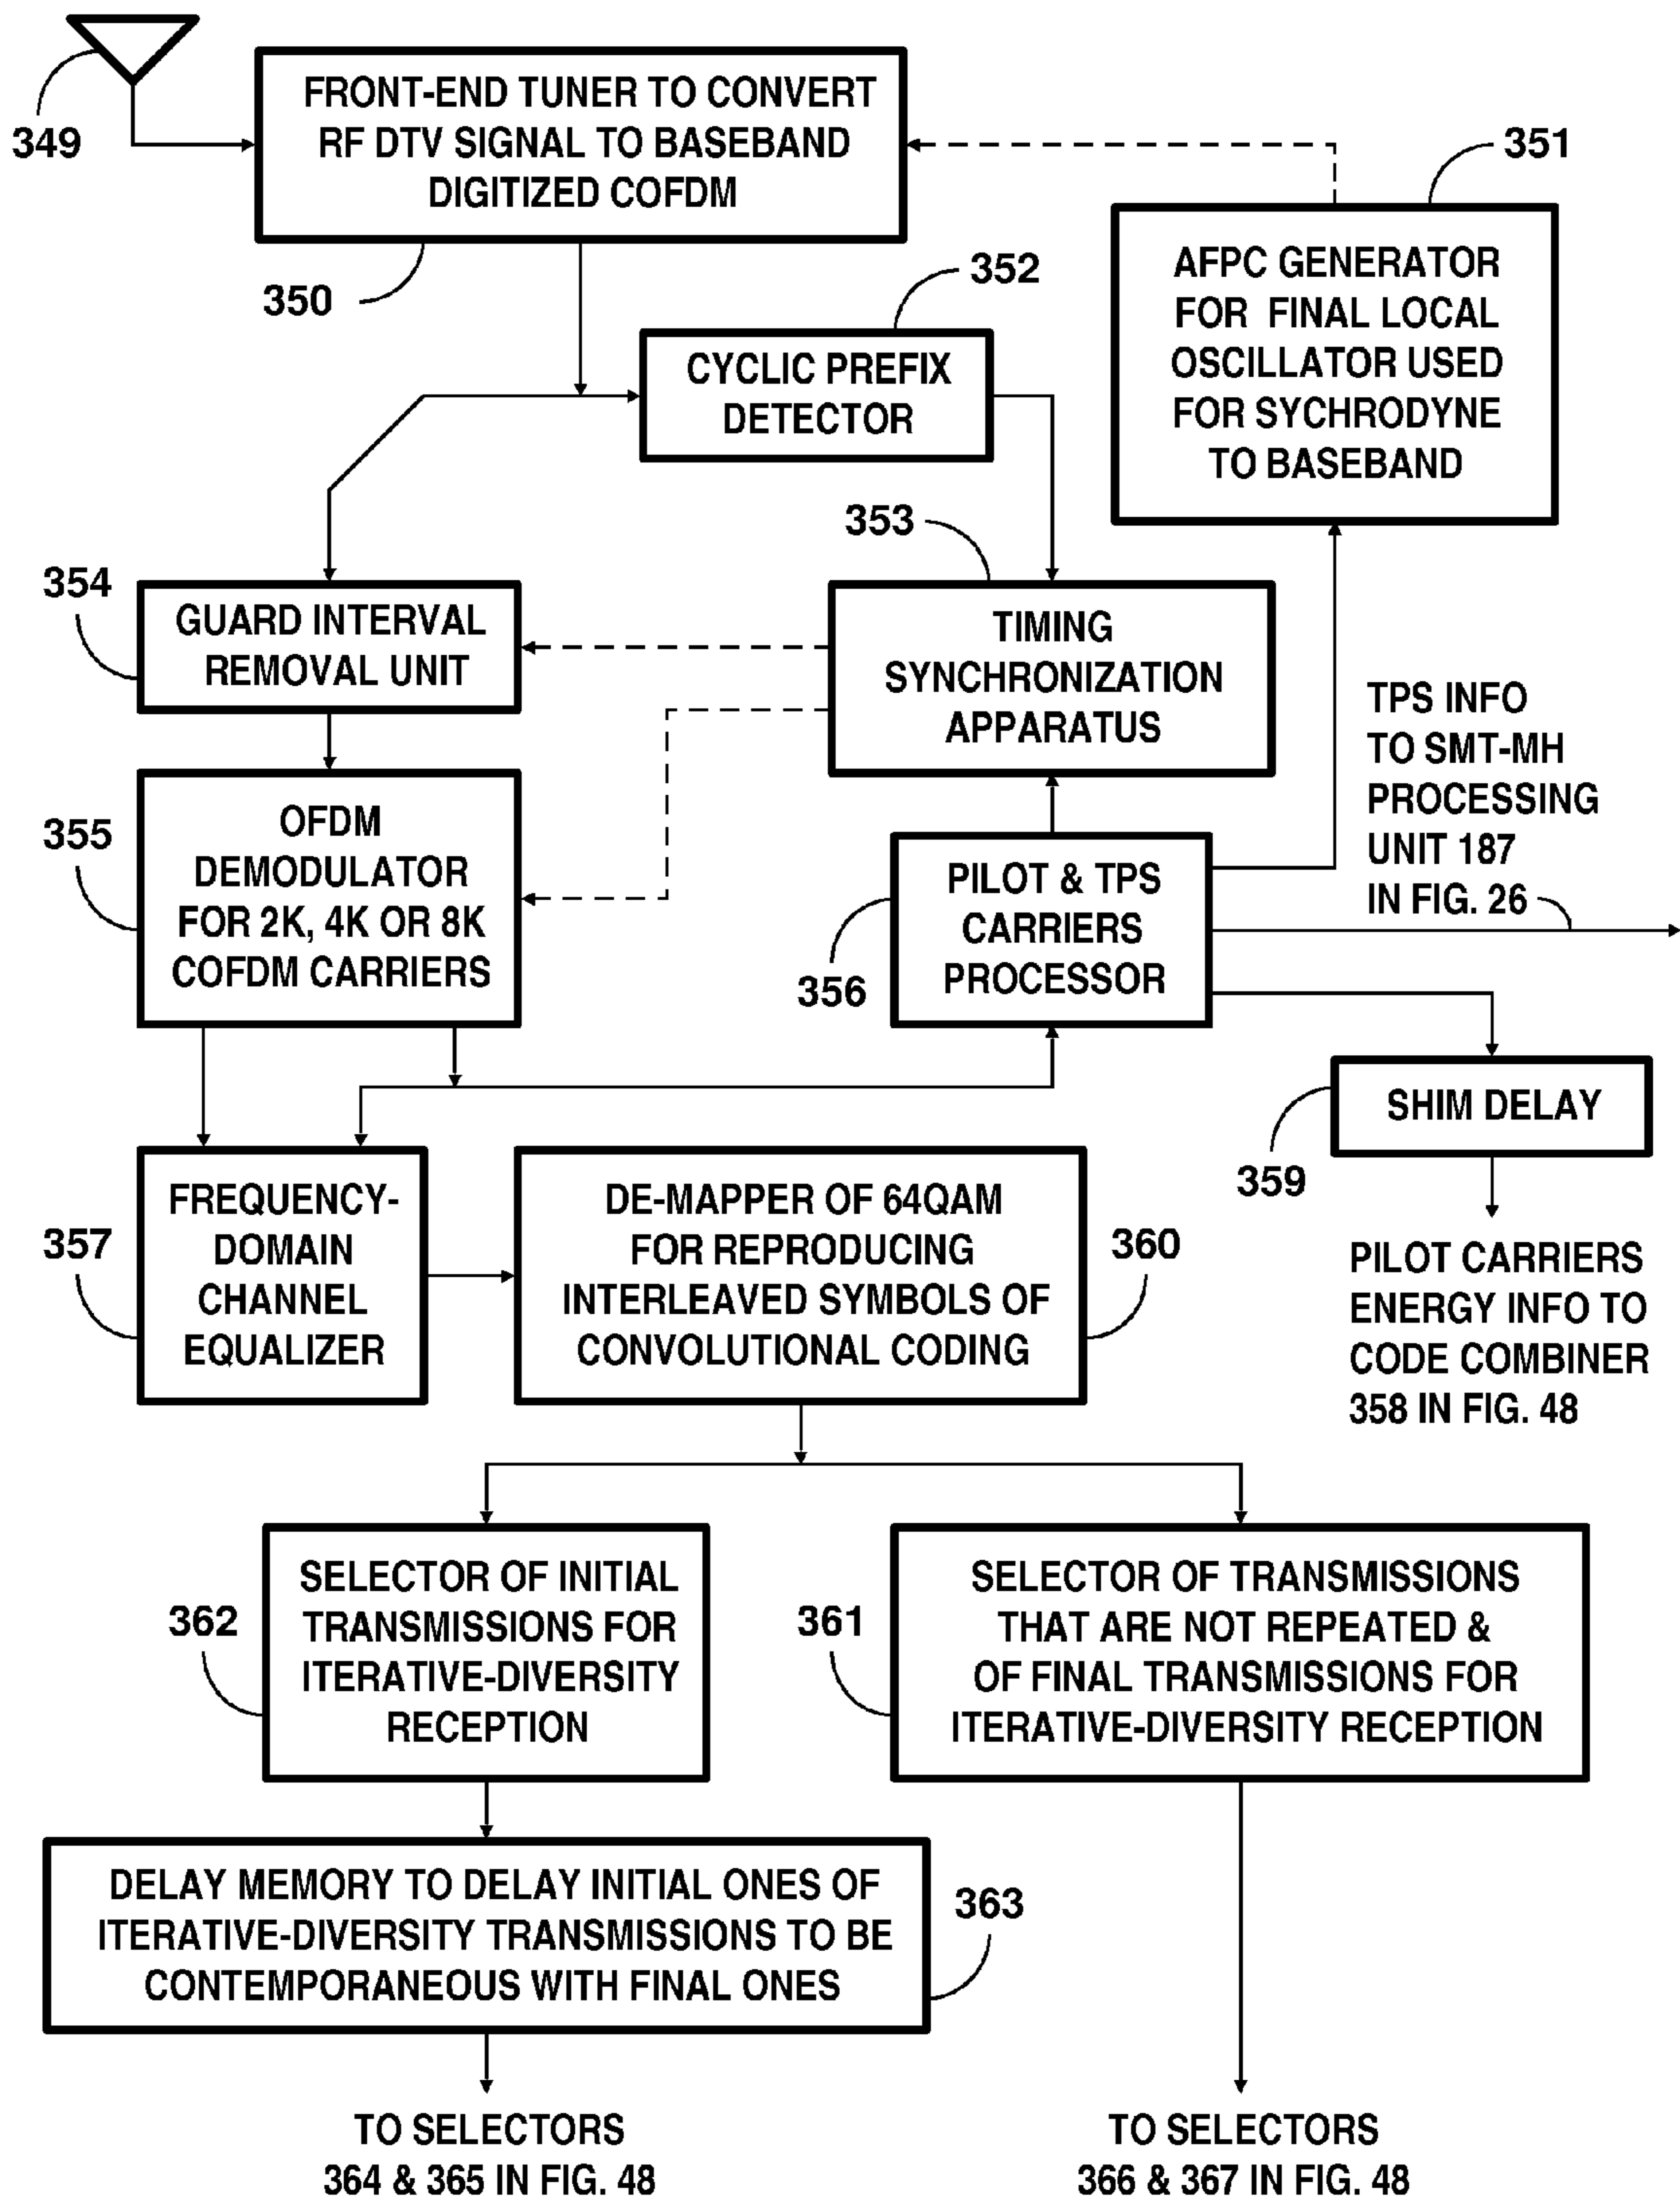 349
FRONT-END TUNER TO CONVERT
RF DTV SIGNAL TO BASEBAND
DIGITIZED COFDM
350
351
AFPC GENERATOR
FOR FINAL LOCAL
OSCILLATOR USED
FOR SYCHRODYNE
TO BASEBAND
352
CYCLIC PREFIX
DETECTOR
353
TIMING
SYNCHRONIZATION
APPARATUS
354
GUARD INTERVAL
REMOVAL UNIT
355
OFDM
DEMODULATOR
FOR 2K, 4K OR 8K
COFDM CARRIERS
356
PILOT & TPS
CARRIERS
PROCESSOR
TPS INFO
TO SMT-MH
PROCESSING
UNIT 187
IN FIG. 26
359
SHIM DELAY
PILOT CARRIERS
ENERGY INFO TO
CODE COMBINER
358 IN FIG. 48
357
FREQUENCY-
DOMAIN
CHANNEL
EQUALIZER
360
DE-MAPPER OF 64QAM
FOR REPRODUCING
INTERLEAVED SYMBOLS OF
CONVOLUTIONAL CODING
362
SELECTOR OF INITIAL
TRANSMISSIONS FOR
ITERATIVE-DIVERSITY
RECEPTION
361
SELECTOR OF TRANSMISSIONS
THAT ARE NOT REPEATED &
OF FINAL TRANSMISSIONS FOR
ITERATIVE-DIVERSITY RECEPTION
363
DELAY MEMORY TO DELAY INITIAL ONES OF
ITERATIVE-DIVERSITY TRANSMISSIONS TO BE
CONTEMPORANEOUS WITH FINAL ONES
TO SELECTORS
364 & 365 IN FIG. 48
TO SELECTORS
366 & 367 IN FIG. 48